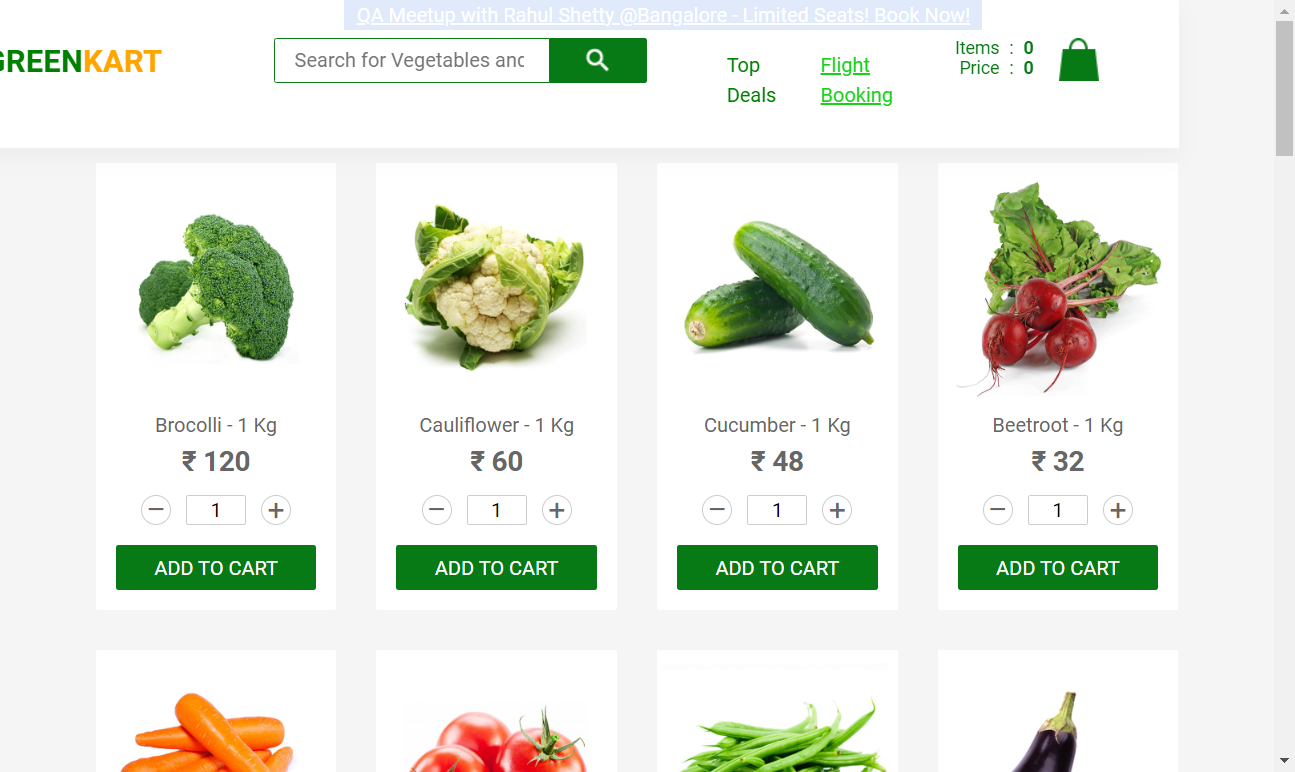 QA Meetup with Rahul Shetty @Bangalore - Limited Seats! Book Now!
GREENKART
Search for Vegetables and
Top
Deals
Flight
Booking
Items : 0
Price : 0
Brocolli - 1 Kg
₹ 120
− 1 +
ADD TO CART
Cauliflower - 1 Kg
₹ 60
− 1 +
ADD TO CART
Cucumber - 1 Kg
₹ 48
− 1 +
ADD TO CART
Beetroot - 1 Kg
₹ 32
− 1 +
ADD TO CART